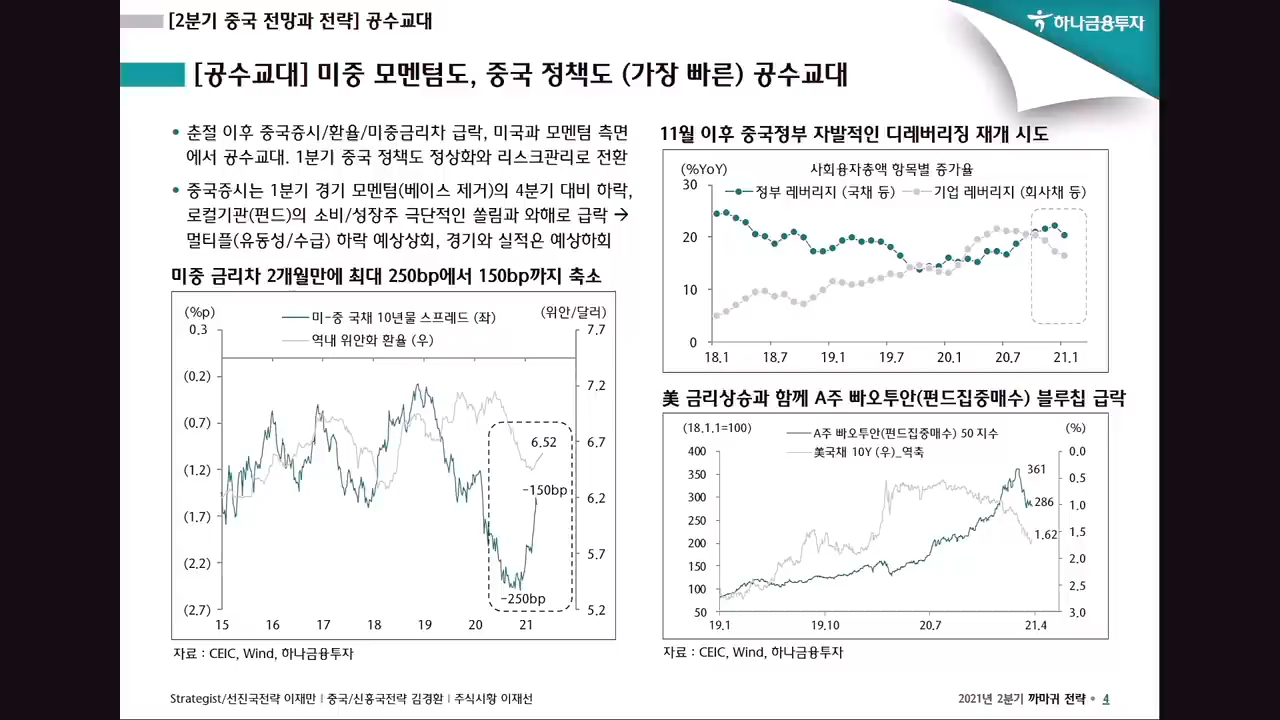 [2분기 중국 전망과 전략] 공수교대
하나금융투자
[공수교대] 미중 모멘텀도, 중국 정책도 (가장 빠른) 공수교대
• 춘절 이후 중국증시/환율/미중금리차 급락, 미국과 모멘텀 측면
에서 공수교대. 1분기 중국 정책도 정상화와 리스크관리로 전환
• 중국증시는 1분기 경기 모멘텀(베이스 제거)의 4분기 대비 하락,
로컬기관(펀드)의 소비/성장주 극단적인 쏠림과 와해로 급락 →
멀티플(유동성/수급) 하락 예상상회, 경기와 실적은 예상하회
미중 금리차 2개월만에 최대 250bp에서 150bp까지 축소
(%p)
(위안/달러)
미-중 국채 10년물 스프레드 (좌)
역내 위안화 환율 (우)
0.3
(0.2)
(0.7)
(1.2)
(1.7)
(2.2)
(2.7)
7.7
7.2
6.7
6.2
5.7
5.2
6.52
-150bp
-250bp
15 16 17 18 19 20 21
자료 : CEIC, Wind, 하나금융투자
11월 이후 중국정부 자발적인 디레버리징 재개 시도
(%YoY)
사회융자총액 항목별 증가율
정부 레버리지 (국채 등)
기업 레버리지 (회사채 등)
30
20
10
0
18.1 18.7 19.1 19.7 20.1 20.7 21.1
美 금리상승과 함께 A주 빠오투안(펀드집중매수) 블루칩 급락
(18.1.1=100)
(%)
A주 빠오투안(펀드집중매수) 50 지수
美국채 10Y (우)_역축
400
350
300
250
200
150
100
50
0.0
0.5
1.0
1.5
2.0
2.5
3.0
361
286
1.62
19.1 19.10 20.7 21.4
자료 : CEIC, Wind, 하나금융투자
Strategist/선진국전략 이재만 | 중국/신흥국전략 김경환 | 주식시황 이재선
2021년 2분기 까마귀 전략 • 4